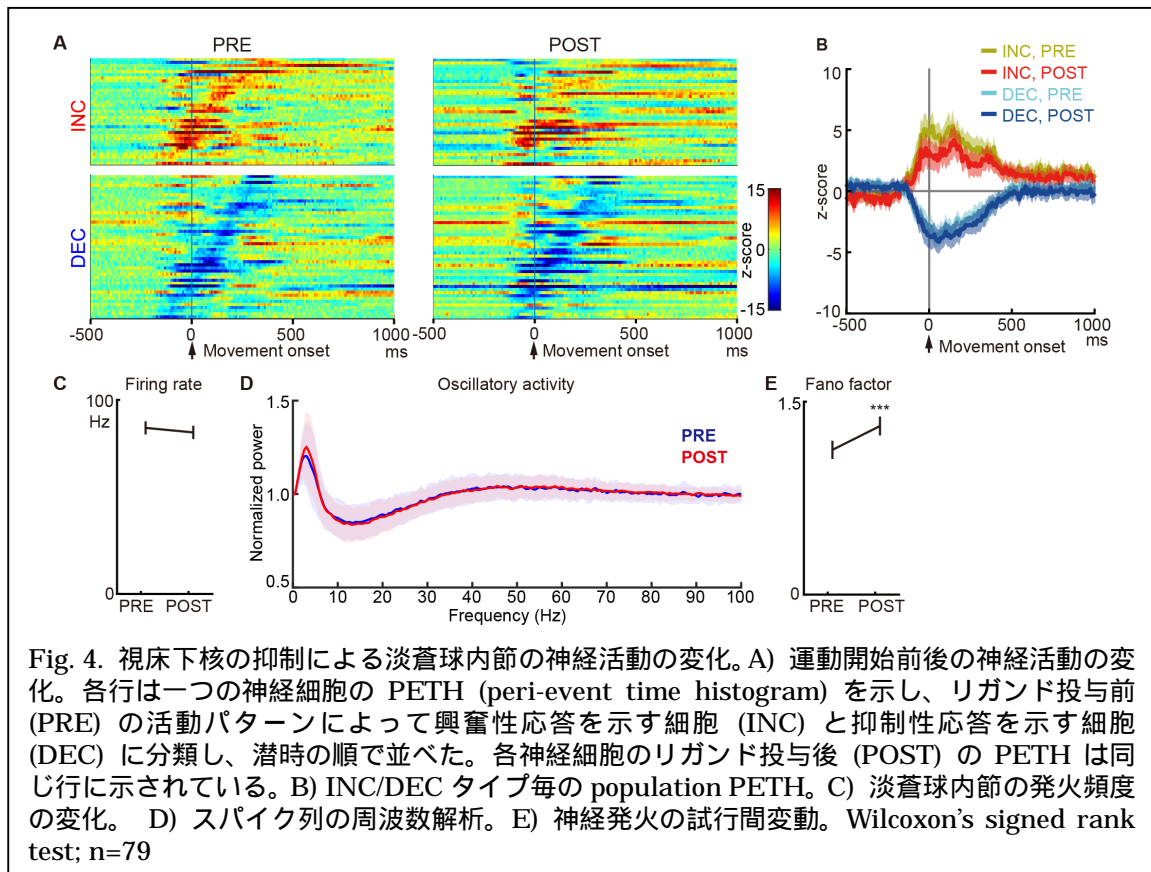 A
PRE
POST
INC
DEC
15
0
-15
z-score
-500
0
500
1000
ms
Movement onset
-500
0
500
1000
ms
Movement onset
B
INC, PRE
INC, POST
DEC, PRE
DEC, POST
10
5
0
-5
-10
z-score
-500
0
500
1000
ms
Movement onset
C
Firing rate
100
Hz
0
PRE
POST
D
Oscillatory activity
PRE
POST
1.5
1.0
0.5
Normalized power
0
10
20
30
40
50
60
70
80
90
100
Frequency (Hz)
E
Fano factor
1.5
***
0
PRE
POST
Fig. 4. 視床下核の抑制による淡蒼球内節の神経活動の変化。A) 運動開始前後の神経活動の変
化。各行は一つの神経細胞の PETH (peri-event time histogram) を示し、リガンド投与前
(PRE) の活動パターンによって興奮性応答を示す細胞 (INC) と抑制性応答を示す細胞
(DEC) に分類し、潜時の順で並べた。各神経細胞のリガンド投与後 (POST) の PETH は同
じ行に示されている。B) INC/DEC タイプ毎の population PETH。C) 淡蒼球内節の発火頻度
の変化。 D) スパイク列の周波数解析。E) 神経発火の試行間変動。Wilcoxon's signed rank
test; n=79